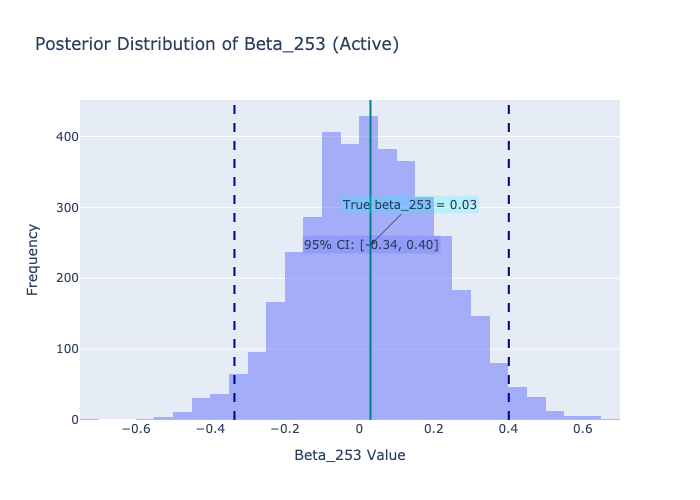 Posterior Distribution of Beta_253 (Active)
400
300
200
100
0
Frequency
True beta_253 = 0.03
95% CI: [-0.34, 0.40]
−0.6
−0.4
−0.2
0
0.2
0.4
0.6
Beta_253 Value